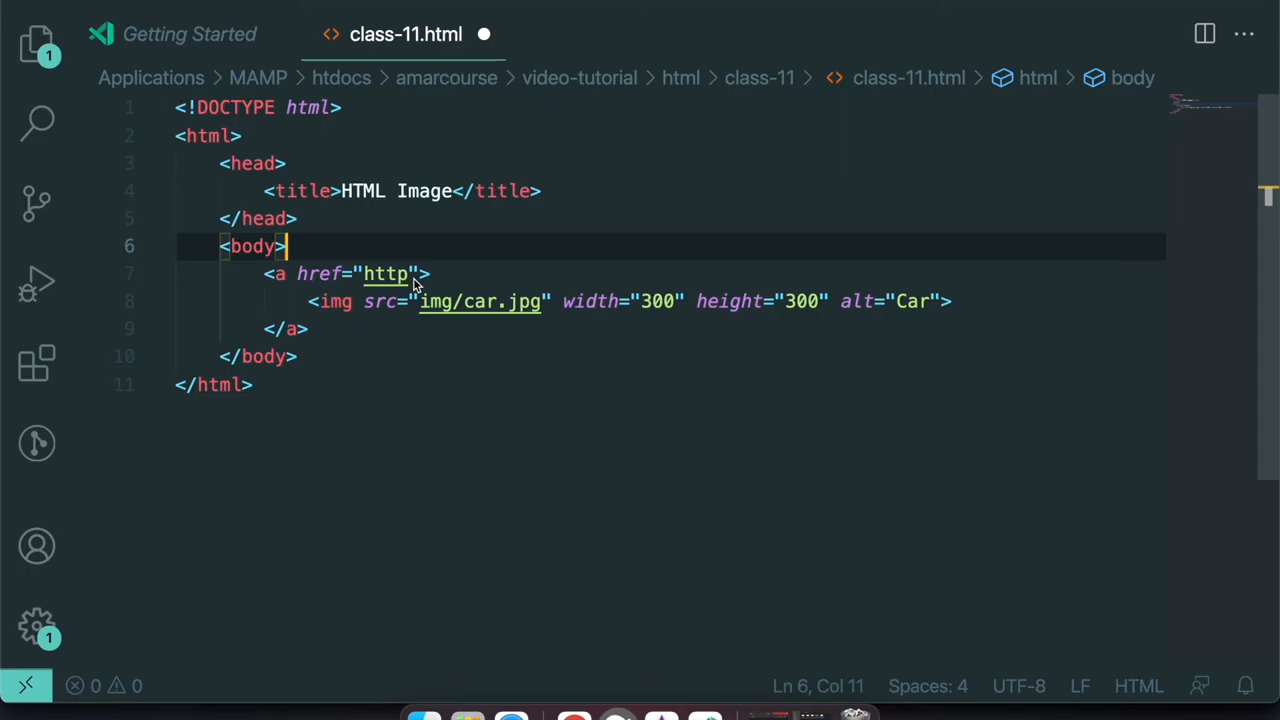 Getting Started
class-11.html
1
Applications > MAMP > htdocs > amarcourse > video-tutorial > html > class-11 > class-11.html > html > body
1 <!DOCTYPE html>
2 <html>
3 <head>
4 <title>HTML Image</title>
5 </head>
6 <body>
7 <a href="http">
8 <img src="img/car.jpg" width="300" height="300" alt="Car">
9 </a>
10 </body>
11 </html>
1
0 0 Ln 6, Col 11 Spaces: 4 UTF-8 LF HTML